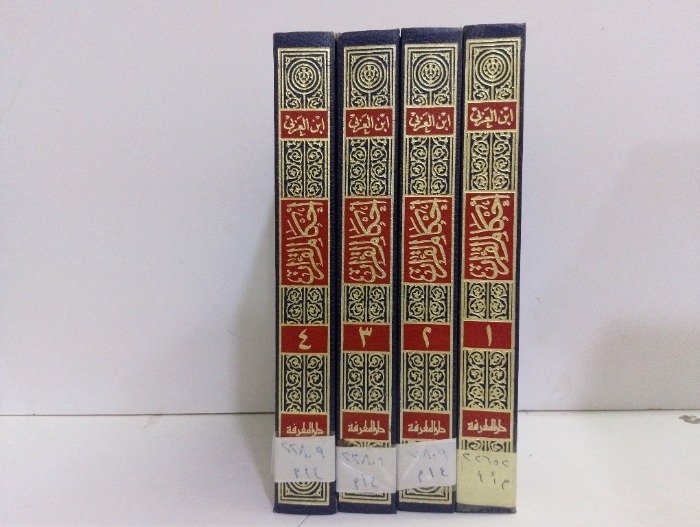 ابن العربي
أحكام القرآن
١
دار المعرفة
ابن العربي
أحكام القرآن
٢
دار المعرفة
ابن العربي
أحكام القرآن
٣
دار المعرفة
ابن العربي
أحكام القرآن
٤
دار المعرفة